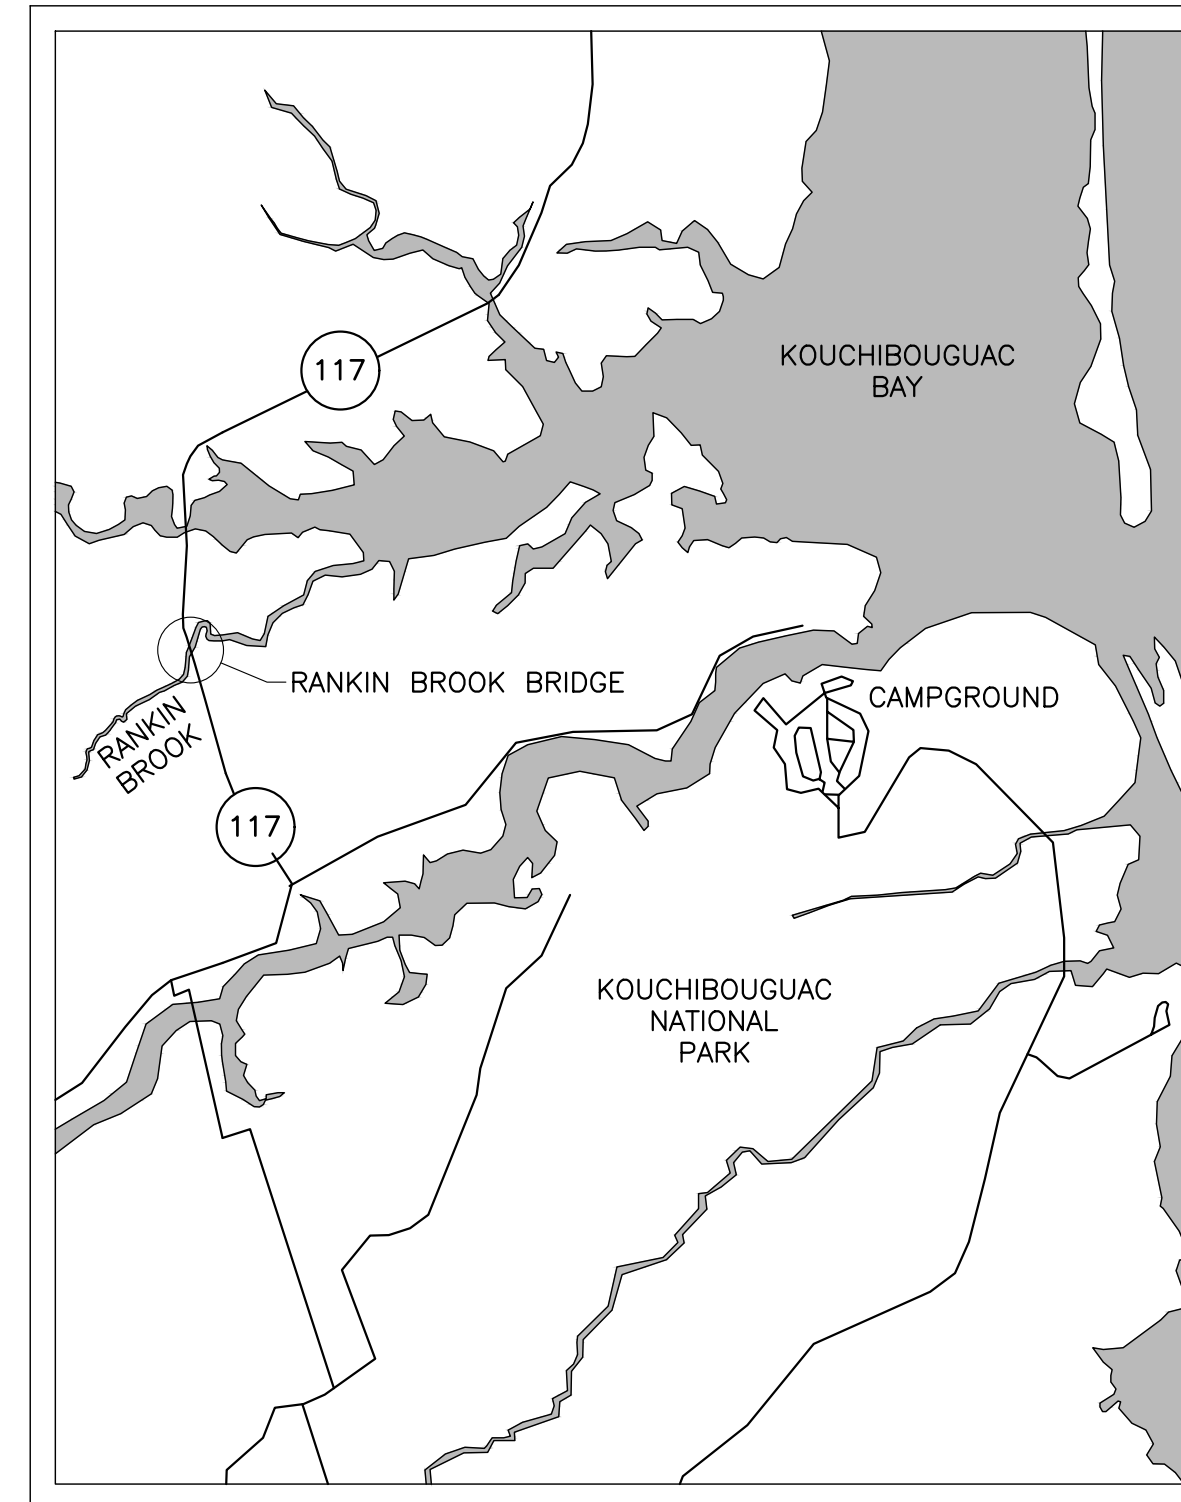 117
KOUCHIBOUGUAC
BAY
RANKIN BROOK BRIDGE
CAMPGROUND
RANKIN
BROOK
117
KOUCHIBOUGUAC
NATIONAL
PARK